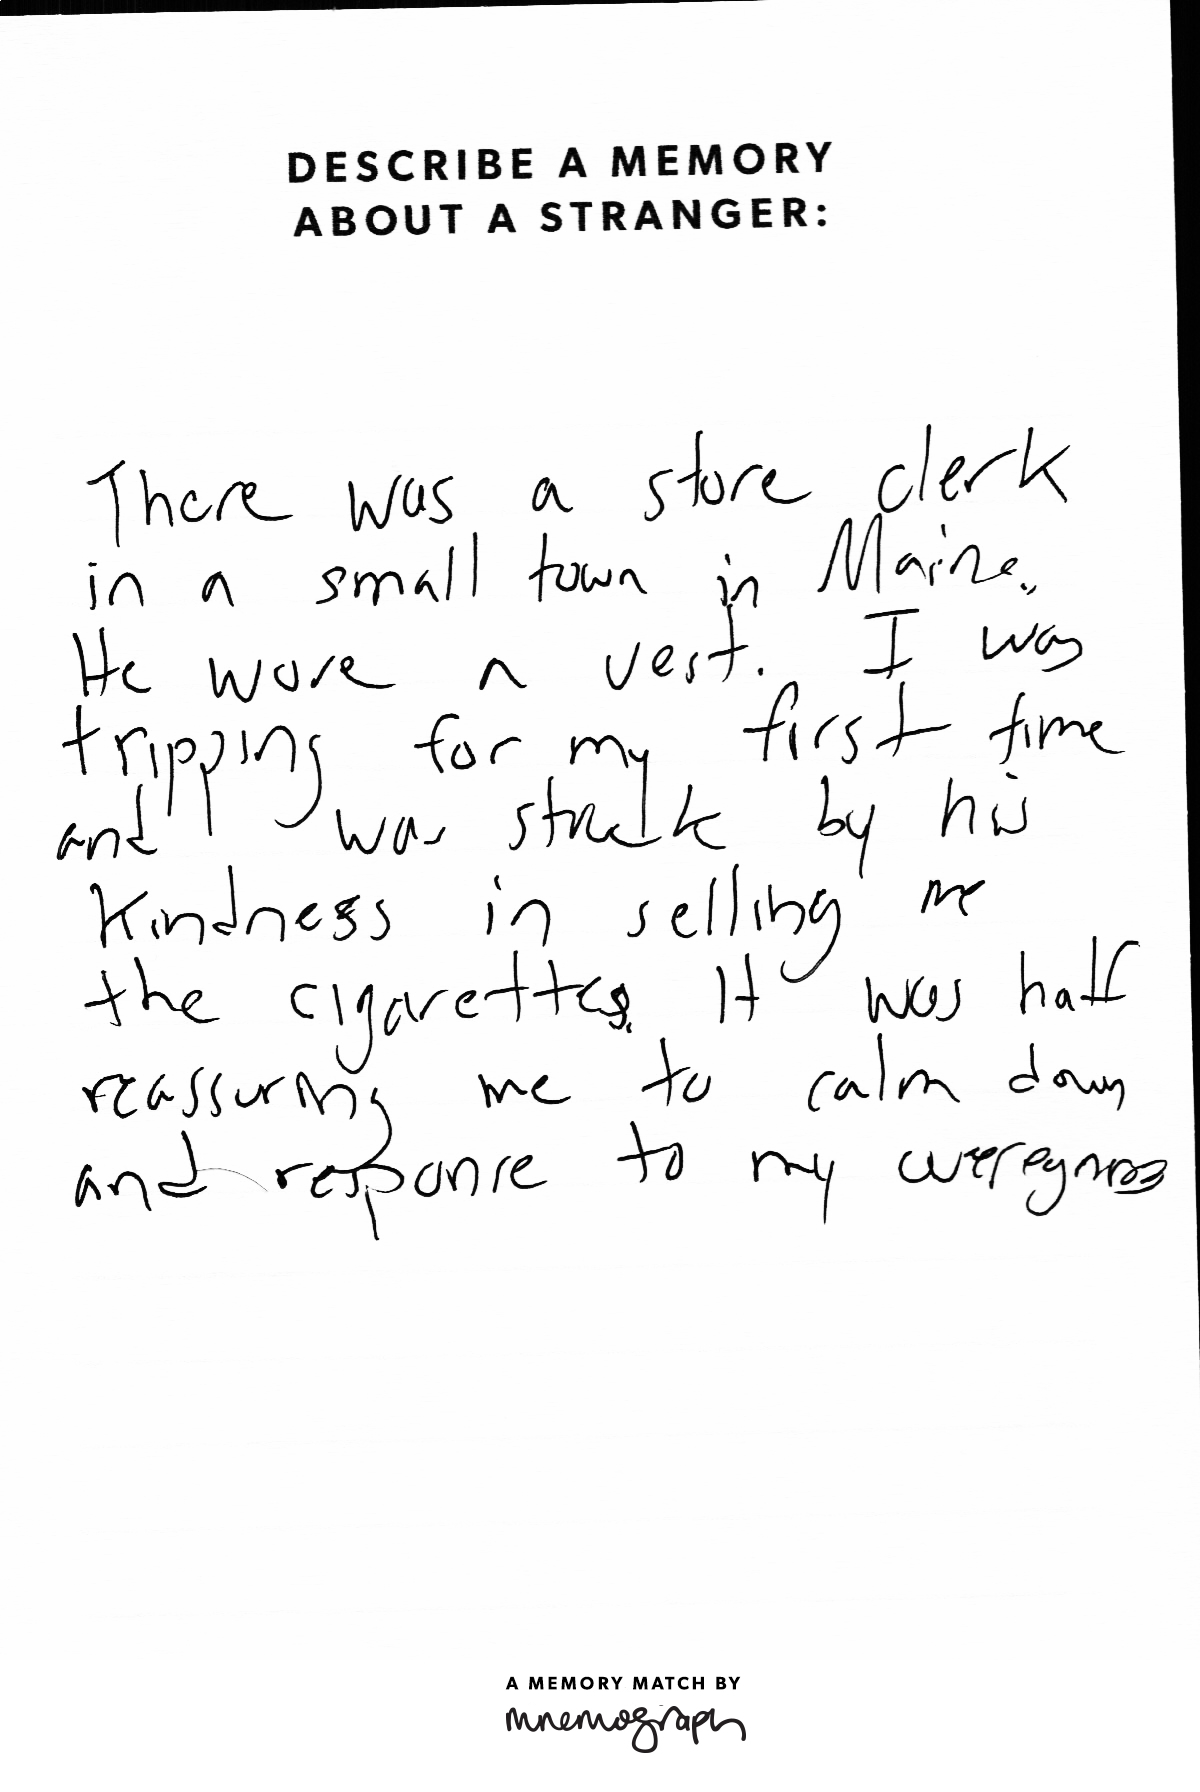 DESCRIBE A MEMORY
ABOUT A STRANGER:
There was a store clerk
in a small town in Maine.
He wore a vest. I was
tripping for my first time
and was struck by his
kindness in selling me
the cigarettes. It was half
reassuring me to calm down
and response to my
A MEMORY MATCH BY
mnemograph